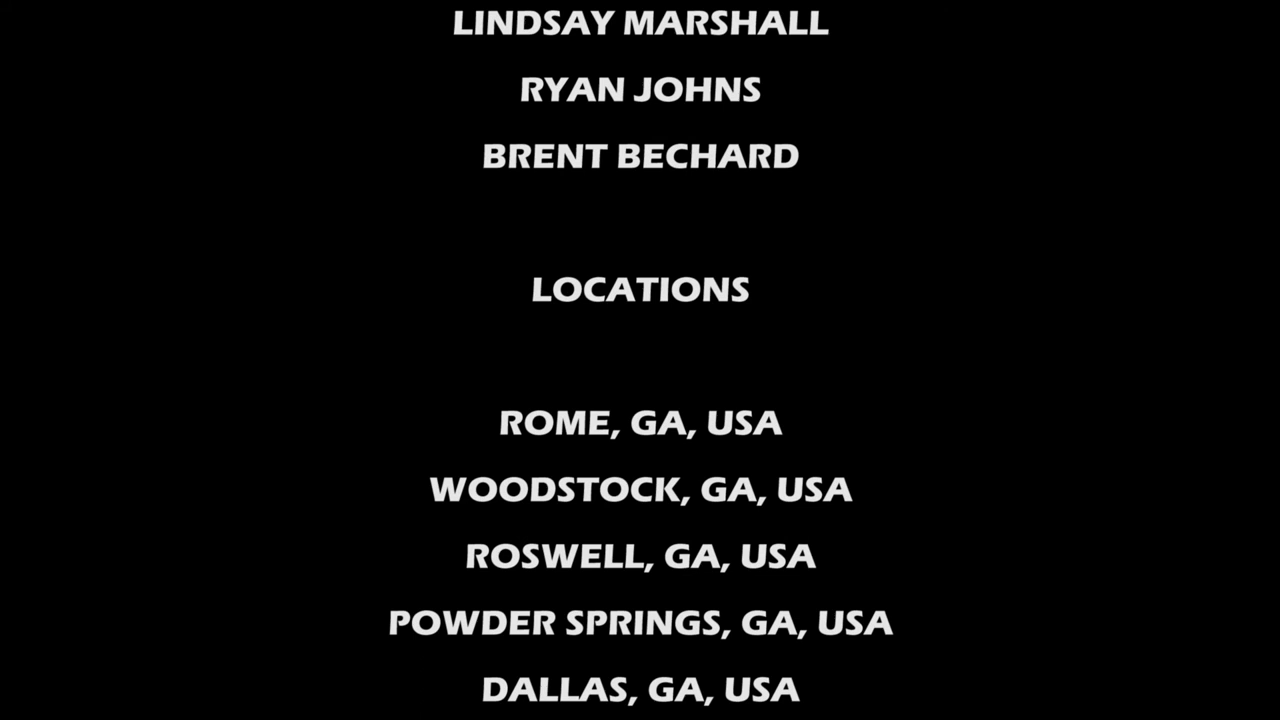 LINDSAY MARSHALL
RYAN JOHNS
BRENT BECHARD
LOCATIONS
ROME, GA, USA
WOODSTOCK, GA, USA
ROSWELL, GA, USA
POWDER SPRINGS, GA, USA
DALLAS, GA, USA